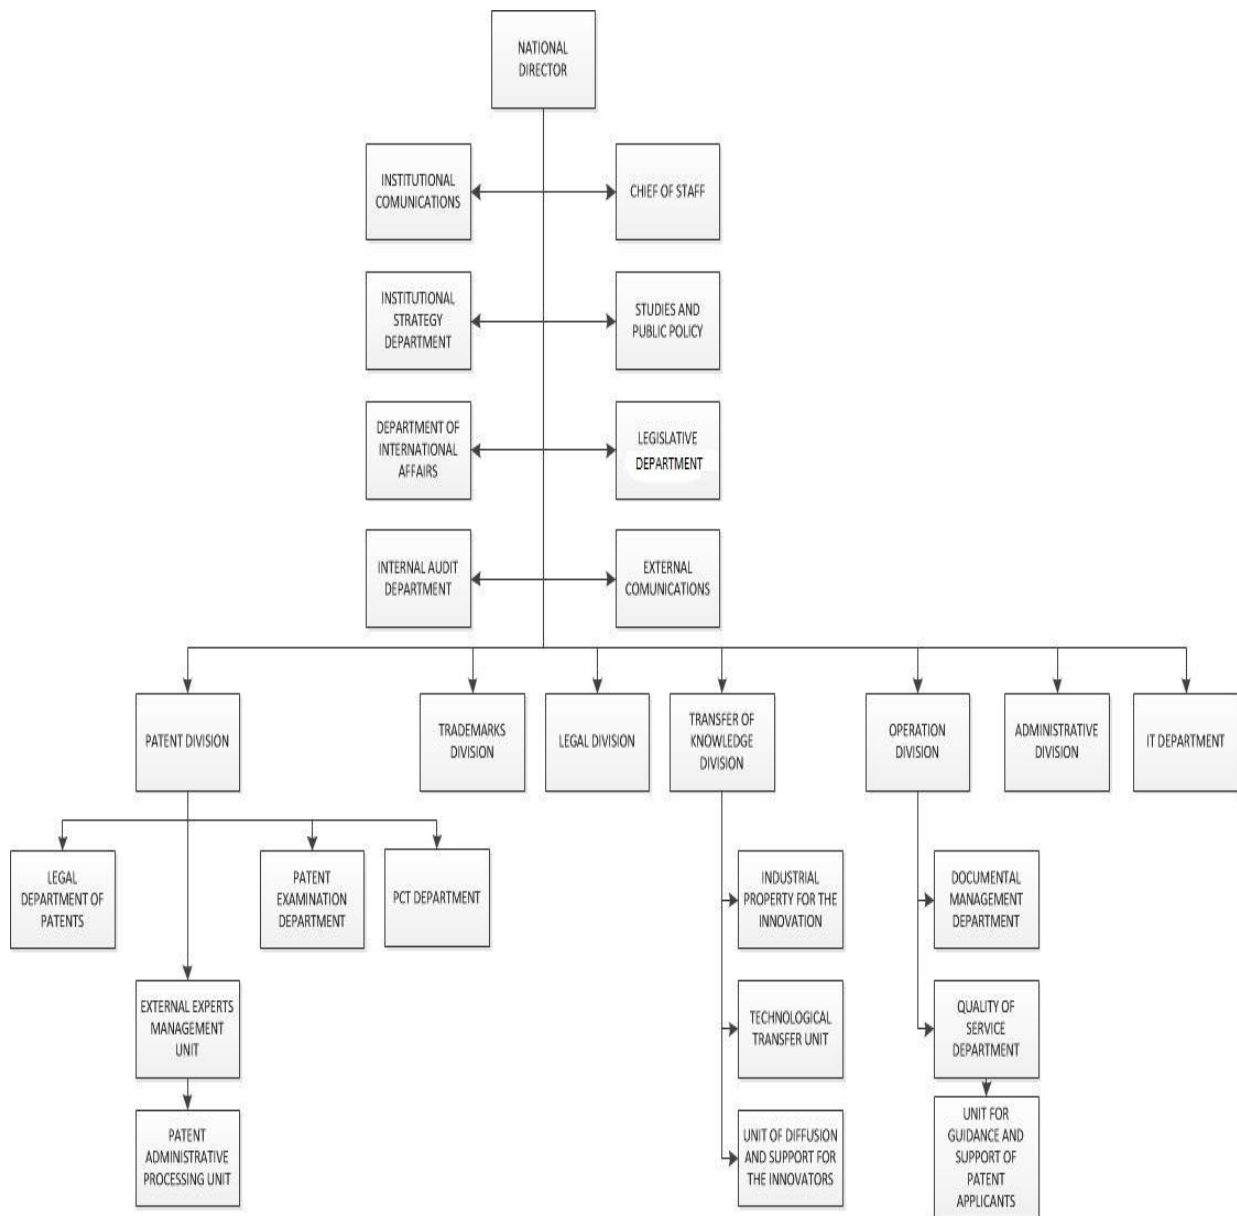 NATIONAL
DIRECTOR
INSTITUTIONAL
COMUNICATIONS
CHIEF OF STAFF
INSTITUTIONAL
STRATEGY
DEPARTMENT
STUDIES AND
PUBLIC POLICY
DEPARTMENT OF
INTERNATIONAL
AFFAIRS
LEGISLATIVE
DEPARTMENT
INTERNAL AUDIT
DEPARTMENT
EXTERNAL
COMUNICATIONS
PATENT DIVISION
TRADEMARKS
DIVISION
LEGAL DIVISION
TRANSFER OF
KNOWLEDGE
DIVISION
OPERATION
DIVISION
ADMINISTRATIVE
DIVISION
IT DEPARTMENT
LEGAL
DEPARTMENT OF
PATENTS
PATENT
EXAMINATION
DEPARTMENT
PCT DEPARTMENT
INDUSTRIAL
PROPERTY FOR THE
INNOVATION
DOCUMENTAL
MANAGEMENT
DEPARTMENT
EXTERNAL EXPERTS
MANAGEMENT
UNIT
TECHNOLOGICAL
TRANSFER UNIT
QUALITY OF
SERVICE
DEPARTMENT
PATENT
ADMINISTRATIVE
PROCESSING UNIT
UNIT OF DIFFUSION
AND SUPPORT FOR
THE INNOVATORS
UNIT FOR
GUIDANCE AND
SUPPORT OF
PATENT
APPLICANTS